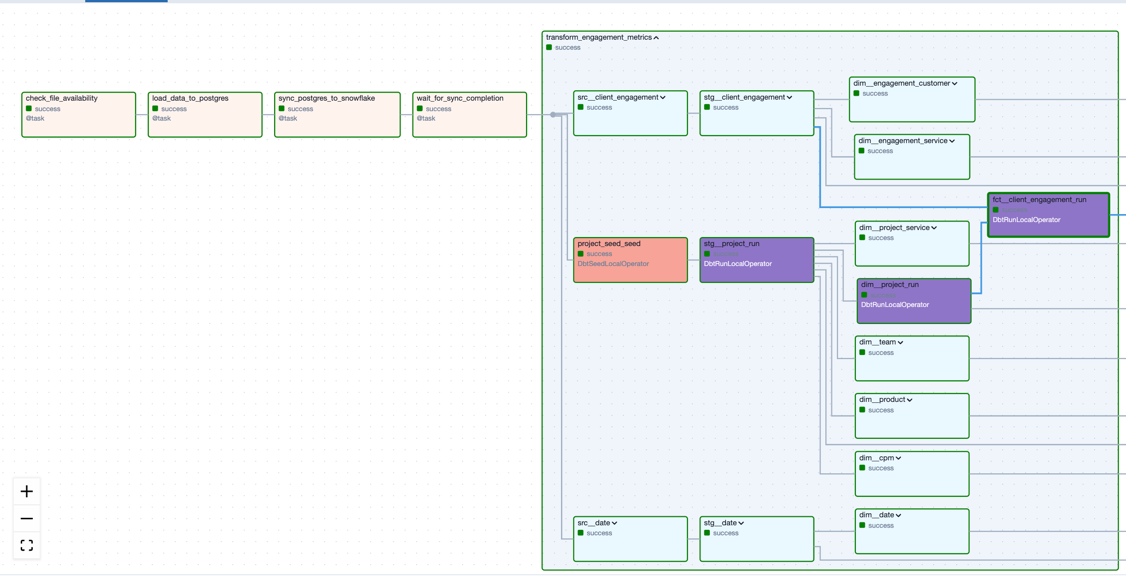 transform_engagement_metrics
success
check_file_availability
success
@task
load_data_to_postgres
success
@task
sync_postgres_to_snowflake
success
@task
wait_for_sync_completion
success
@task
src__client_engagement
success
stg__client_engagement
success
dim__engagement_customer
success
dim__engagement_service
success
fct__client_engagement_run
DbtRunLocalOperator
project_seed_seed
success
DbtSeedLocalOperator
stg__project_run
DbtRunLocalOperator
dim__project_service
success
dim__project_run
DbtRunLocalOperator
dim__team
success
dim__product
success
dim__cpm
success
src__date
success
stg__date
success
dim__date
success